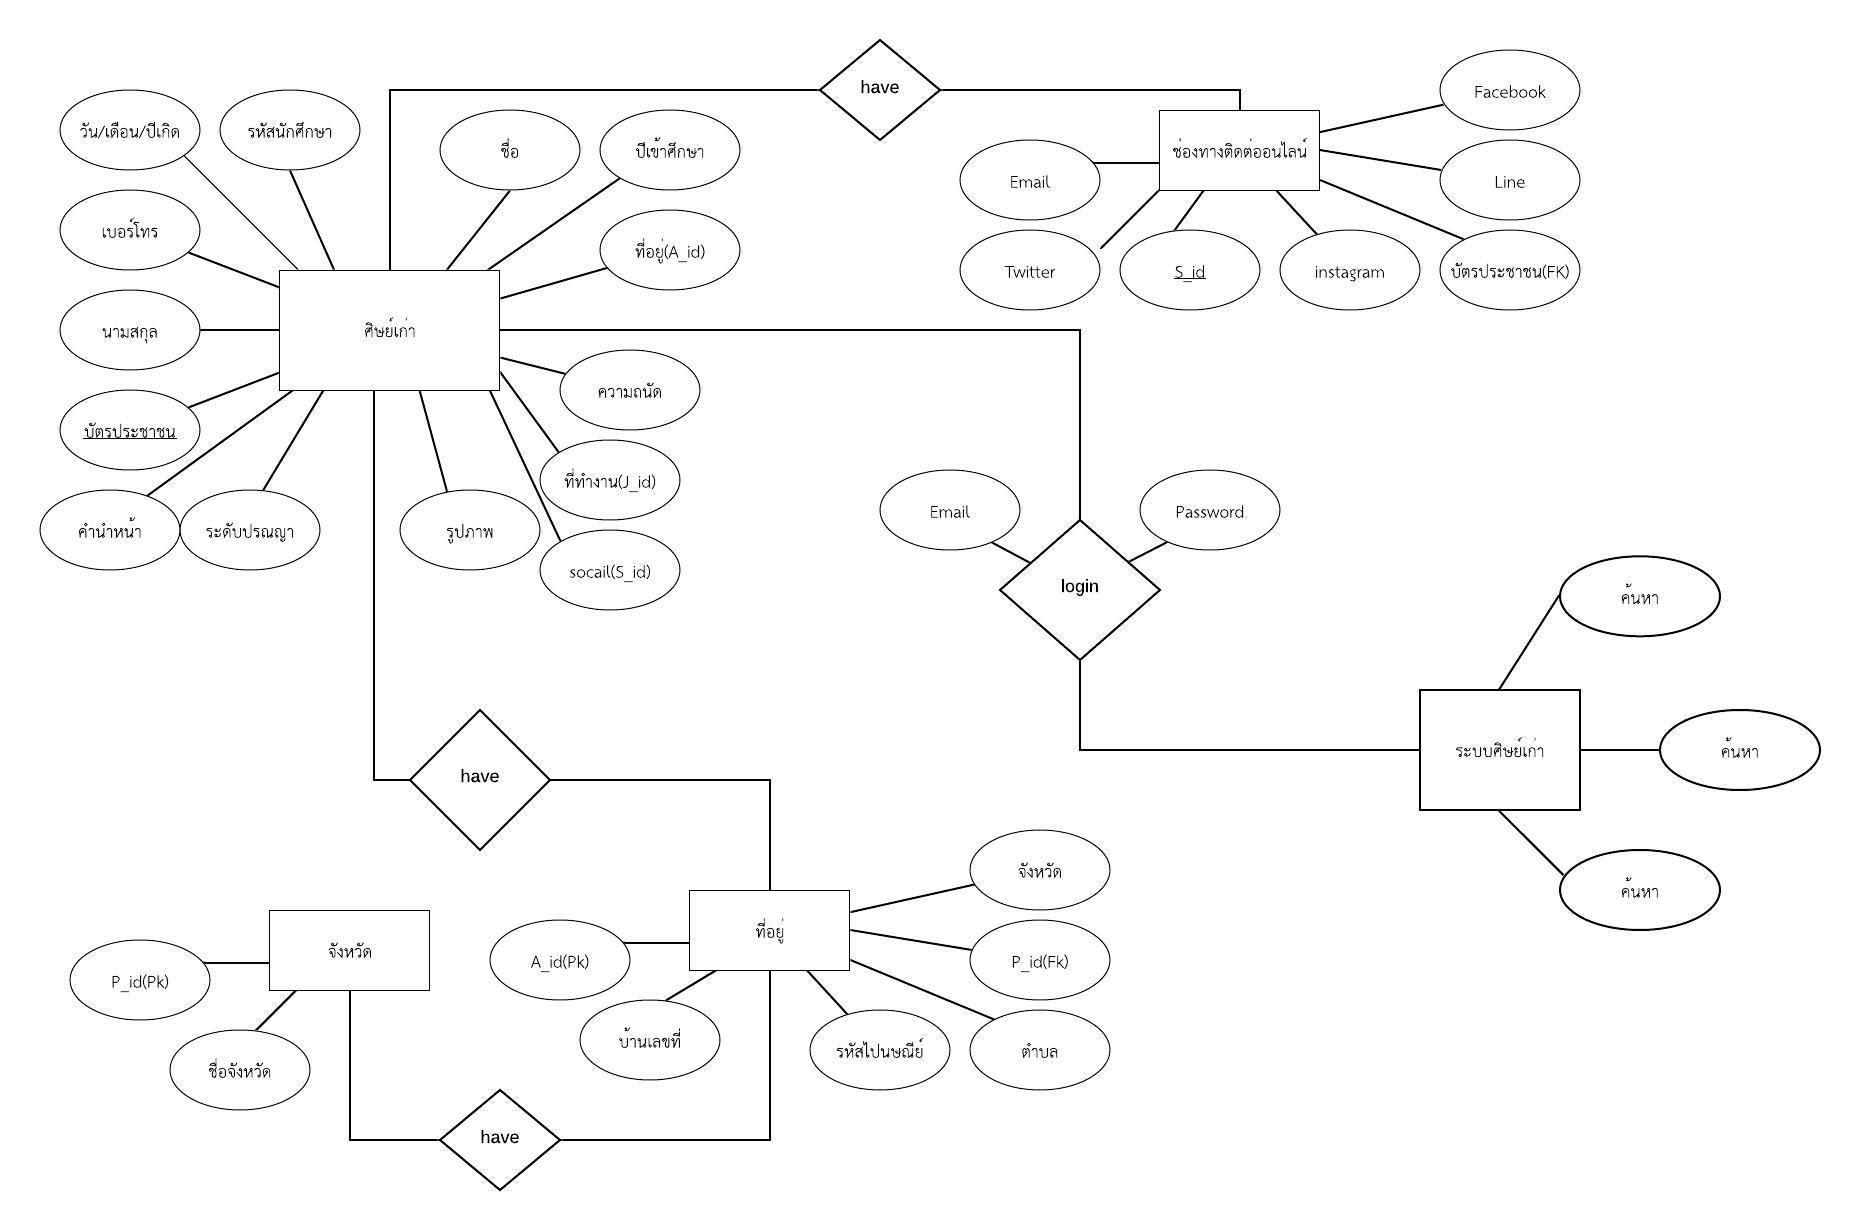 have
Facebook
วัน/เดือน/ปีเกิด
รหัสนักศึกษา
ชื่อ
ปีเข้าศึกษา
ช่องทางติดต่ออนไลน์
Email
Line
เบอร์โทร
ที่อยู่(A_id)
Twitter
S_id
instagram
บัตรประชาชน(FK)
นามสกุล
ศิษย์เก่า
ความถนัด
บัตรประชาชน
ที่ทำงาน(J_id)
คำนำหน้า
ระดับปรณญา
รูปภาพ
socail(S_id)
Email
Password
login
ค้นหา
ระบบศิษย์เก่า
ค้นหา
ค้นหา
have
จังหวัด
ที่อยู่
จังหวัด
P_id(Pk)
A_id(Pk)
P_id(Fk)
ชื่อจังหวัด
บ้านเลขที่
รหัสไปนษณีย์
ตำบล
have